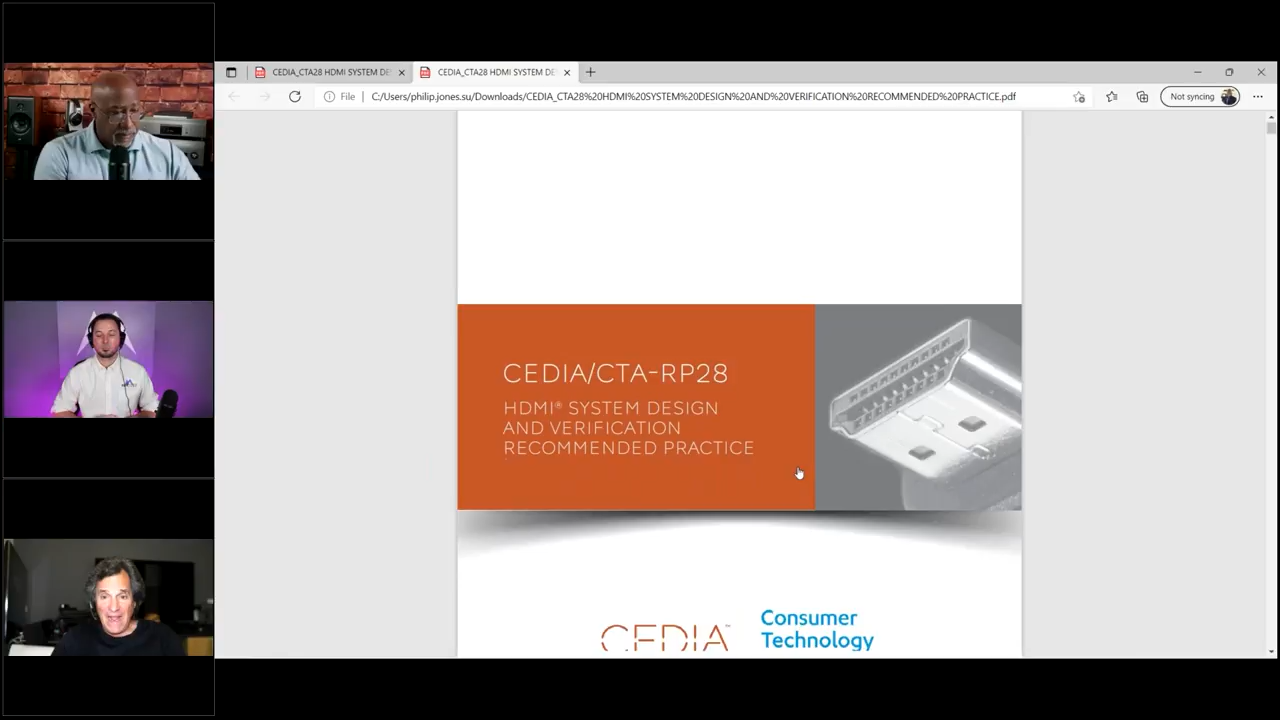 CEDIA_CTA28 HDMI SYSTEM DE
CEDIA_CTA28 HDMI SYSTEM DE
File
C:/Users/philip.jones.su/Downloads/CEDIA_CTA28%20HDMI%20SYSTEM%20DESIGN%20AND%20VERIFICATION%20RECOMMENDED%20PRACTICE.pdf
Not syncing
CEDIA/CTA-RP28
HDMI® SYSTEM DESIGN
AND VERIFICATION
RECOMMENDED PRACTICE
CEDIA™
Consumer
Technology